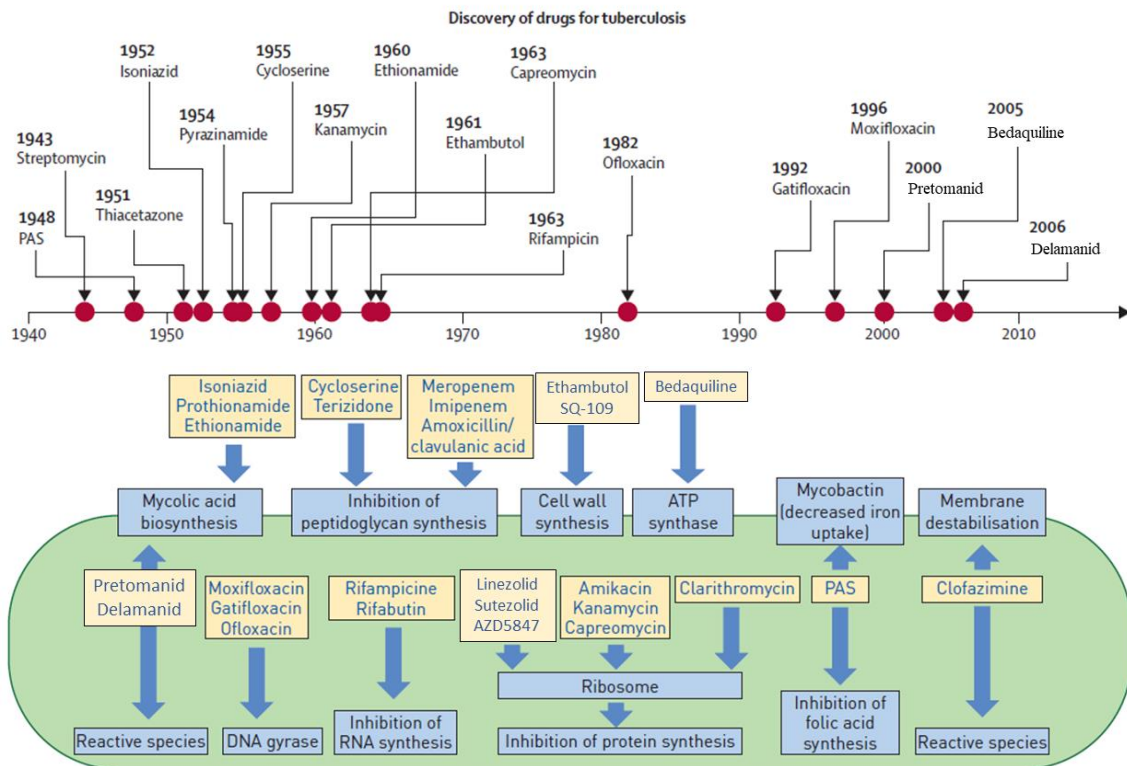 Discovery of drugs for tuberculosis
1952
Isoniazid
1955
Cycloserine
1960
Ethionamide
1963
Capreomycin
1954
Pyrazinamide
1957
Kanamycin
1961
Ethambutol
1943
Streptomycin
1951
Thiacetazone
1948
PAS
1963
Rifampicin
1982
Ofloxacin
1992
Gatifloxacin
1996
Moxifloxacin
2000
Pretomanid
2005
Bedaquiline
2006
Delamanid
1940
1950
1960
1970
1980
1990
2000
2010
Isoniazid
Prothionamide
Ethionamide
Cycloserine
Terizidone
Meropenem
Imipenem
Amoxicillin/
clavulanic acid
Ethambutol
SQ-109
Bedaquiline
Mycolic acid
biosynthesis
Inhibition of
peptidoglycan synthesis
Cell wall
synthesis
ATP
synthase
Mycobactin
(decreased iron
uptake)
Membrane
destabilisation
Pretomanid
Delamanid
Moxifloxacin
Gatifloxacin
Ofloxacin
Rifampicine
Rifabutin
Linezolid
Sutezolid
AZD5847
Amikacin
Kanamycin
Capreomycin
Clarithromycin
PAS
Clofazimine
Ribosome
Reactive species
DNA gyrase
Inhibition of
RNA synthesis
Inhibition of protein synthesis
Inhibition of
folic acid
synthesis
Reactive species